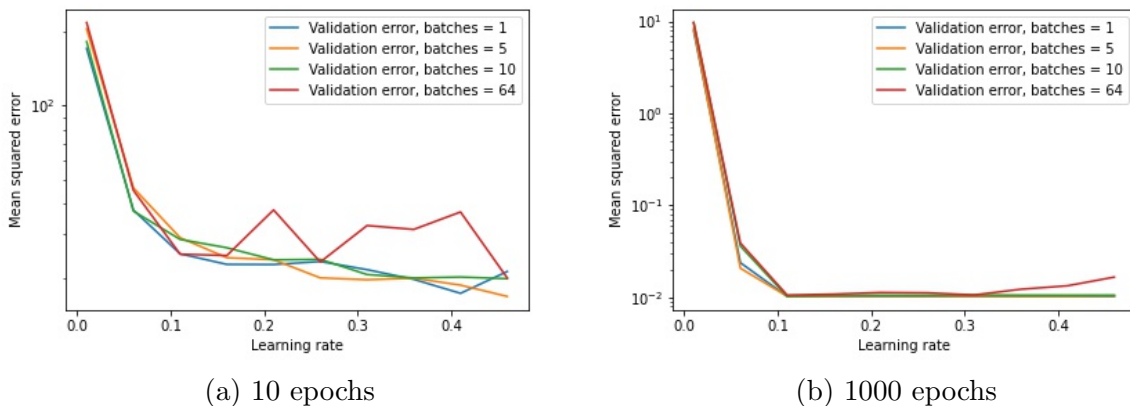 Mean squared error
10²
Validation error, batches = 1
Validation error, batches = 5
Validation error, batches = 10
Validation error, batches = 64
0.0 0.1 0.2 0.3 0.4
Learning rate
(a) 10 epochs
Mean squared error
10¹
10⁰
10⁻¹
10⁻²
Validation error, batches = 1
Validation error, batches = 5
Validation error, batches = 10
Validation error, batches = 64
0.0 0.1 0.2 0.3 0.4
Learning rate
(b) 1000 epochs